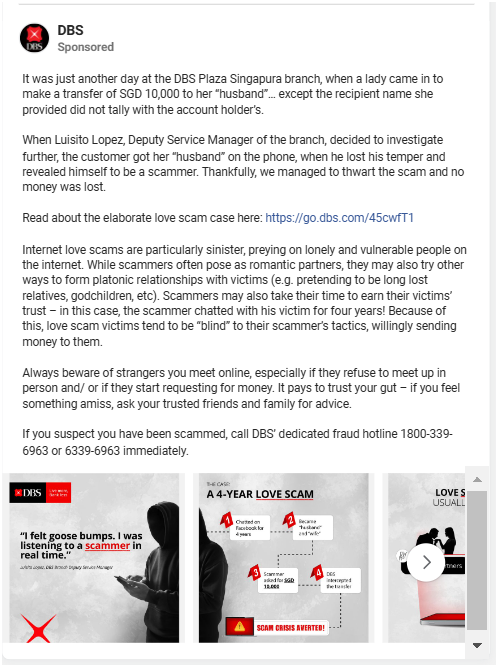 DBS
Sponsored
It was just another day at the DBS Plaza Singapura branch, when a lady came in to
make a transfer of SGD 10,000 to her “husband”… except the recipient name she
provided did not tally with the account holder’s.
When Luisito Lopez, Deputy Service Manager of the branch, decided to investigate
further, the customer got her “husband” on the phone, when he lost his temper and
revealed himself to be a scammer. Thankfully, we managed to thwart the scam and no
money was lost.
Read about the elaborate love scam case here: https://go.dbs.com/45cwfT1
Internet love scams are particularly sinister, preying on lonely and vulnerable people on
the internet. While scammers often pose as romantic partners, they may also try other
ways to form platonic relationships with victims (e.g. pretending to be long lost
relatives, godchildren, etc). Scammers may also take their time to earn their victims’
trust – in this case, the scammer chatted with his victim for four years! Because of
this, love scam victims tend to be “blind” to their scammer’s tactics, willingly sending
money to them.
Always beware of strangers you meet online, especially if they refuse to meet up in
person and/ or if they start requesting for money. It pays to trust your gut – if you feel
something amiss, ask your trusted friends and family for advice.
If you suspect you have been scammed, call DBS’ dedicated fraud hotline 1800-339-
6963 or 6339-6963 immediately.
DBS
“I felt goose bumps. I was
listening to a scammer in
real time.”
Lopez, DBS Branch Deputy Service Manager
THE CASE:
A 4-YEAR LOVE SCAM
1 Chatted on
Facebook for
4 years
2 Became
“husband”
and “wife”
3 Scammer
asked for SGD
10,000
4 DBS
intercepted
the transfer
SCAM CRISIS AVERTED!
LOVE S
USUALL
rtners